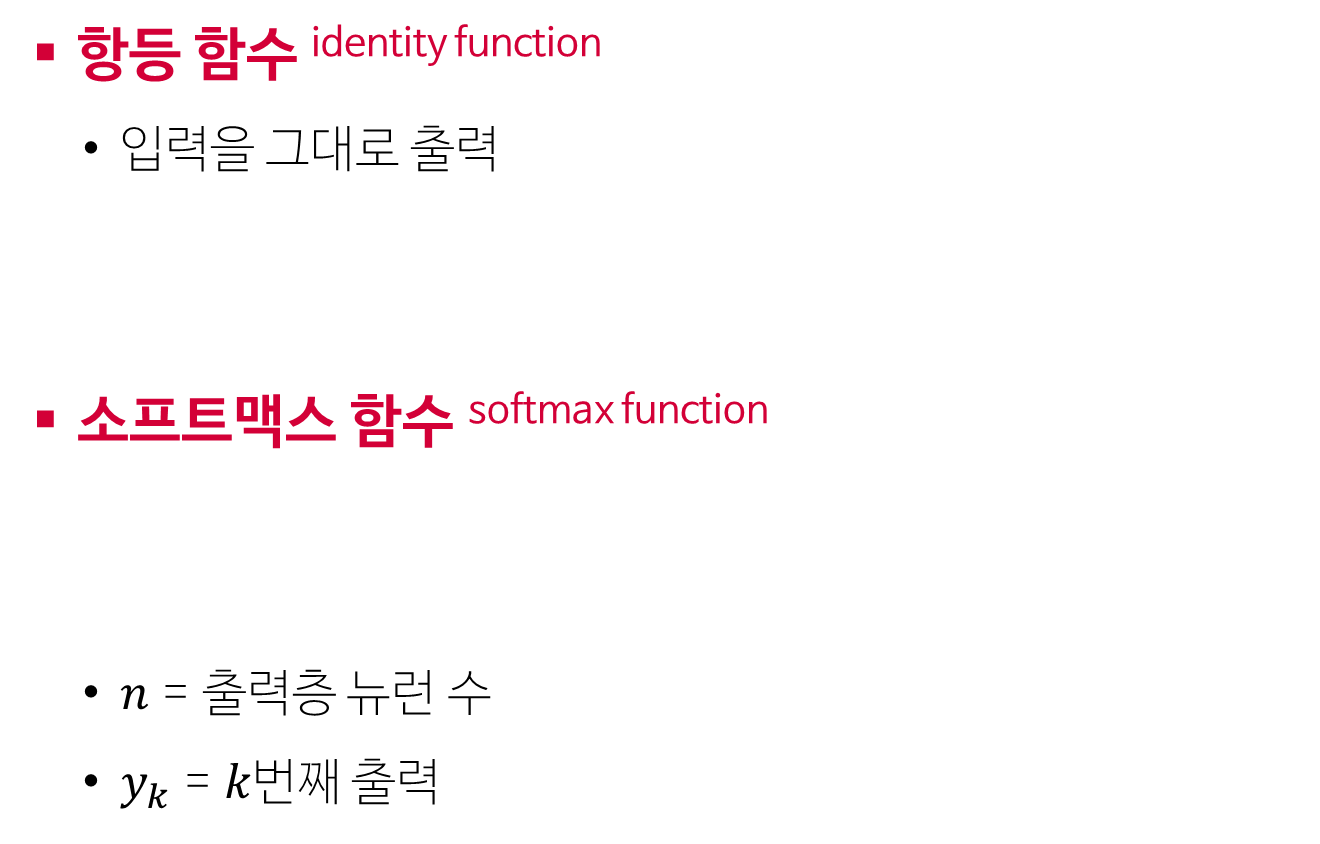 ▪ 항등 함수 identity function
• 입력을 그대로 출력
▪ 소프트맥스 함수 softmax function
• n = 출력층 뉴런 수
• yₖ = k번째 출력